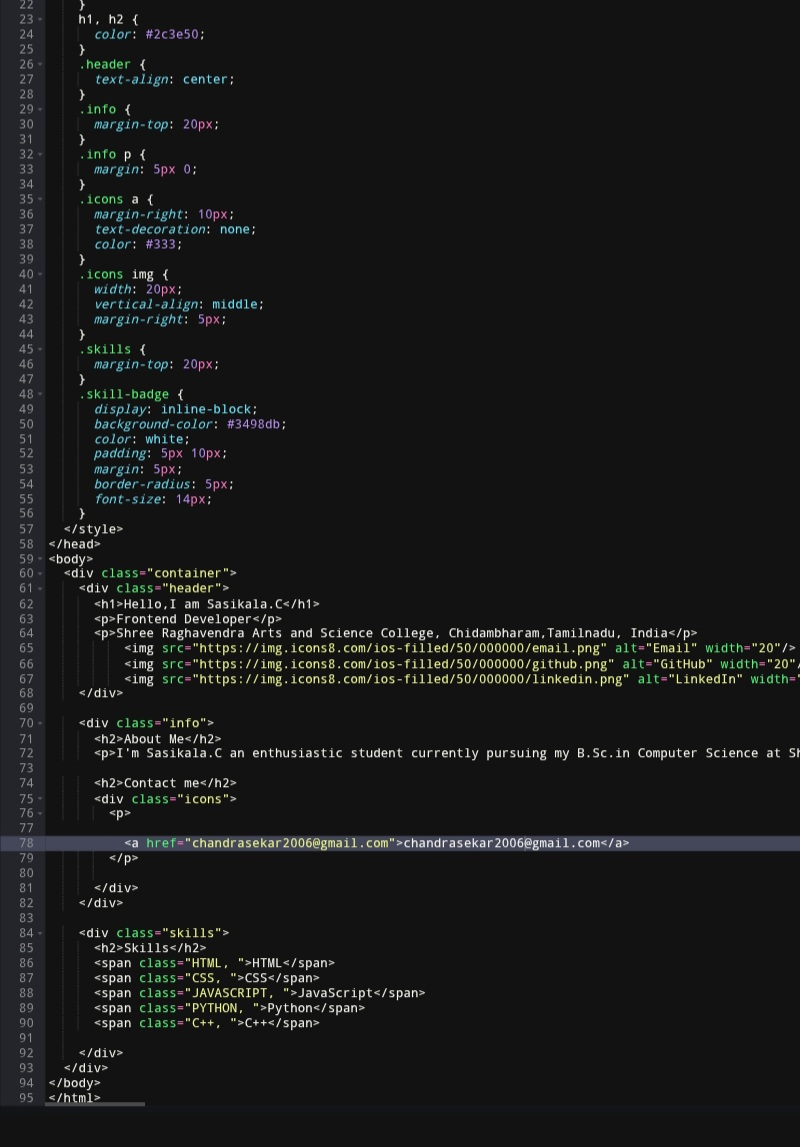 22 }
23 h1, h2 {
24 color: #2c3e50;
25 }
26 .header {
27 text-align: center;
28 }
29 .info {
30 margin-top: 20px;
31 }
32 .info p {
33 margin: 5px 0;
34 }
35 .icons a {
36 margin-right: 10px;
37 text-decoration: none;
38 color: #333;
39 }
40 .icons img {
41 width: 20px;
42 vertical-align: middle;
43 margin-right: 5px;
44 }
45 .skills {
46 margin-top: 20px;
47 }
48 .skill-badge {
49 display: inline-block;
50 background-color: #3498db;
51 color: white;
52 padding: 5px 10px;
53 margin: 5px;
54 border-radius: 5px;
55 font-size: 14px;
56 }
57 </style>
58 </head>
59 <body>
60 <div class="container">
61 <div class="header">
62 <h1>Hello,I am Sasikala.C</h1>
63 <p>Frontend Developer</p>
64 <p>Shree Raghavendra Arts and Science College, Chidambharam,Tamilnadu, India</p>
65 <img src="https://img.icons8.com/ios-filled/50/000000/email.png" alt="Email" width="20"/>
66 <img src="https://img.icons8.com/ios-filled/50/000000/github.png" alt="GitHub" width="20"/
67 <img src="https://img.icons8.com/ios-filled/50/000000/linkedin.png" alt="LinkedIn" width="
68 </div>
69
70 <div class="info">
71 <h2>About Me</h2>
72 <p>I'm Sasikala.C an enthusiastic student currently pursuing my B.Sc.in Computer Science at Sh
73
74 <h2>Contact me</h2>
75 <div class="icons">
76 <p>
77
78 <a href="chandrasekar2006@gmail.com">chandrasekar2006@gmail.com</a>
79 </p>
80
81 </div>
82 </div>
83
84 <div class="skills">
85 <h2>Skills</h2>
86 <span class="HTML, ">HTML</span>
87 <span class="CSS, ">CSS</span>
88 <span class="JAVASCRIPT, ">JavaScript</span>
89 <span class="PYTHON, ">Python</span>
90 <span class="C++, ">C++</span>
91
92 </div>
93 </div>
94 </body>
95 </html>